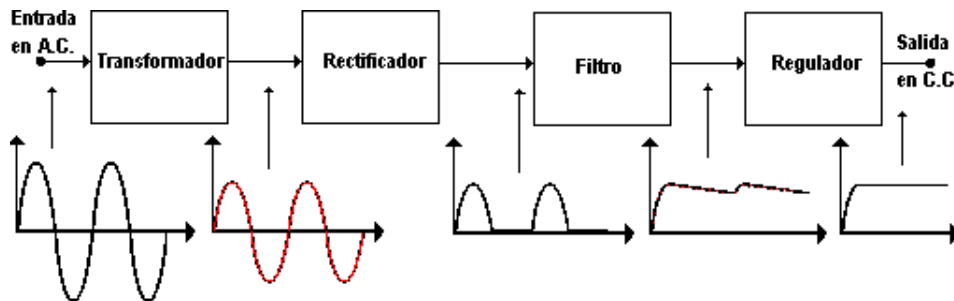 Entrada
en A.C.
Transformador
Rectificador
Filtro
Regulador
Salida
en C.C